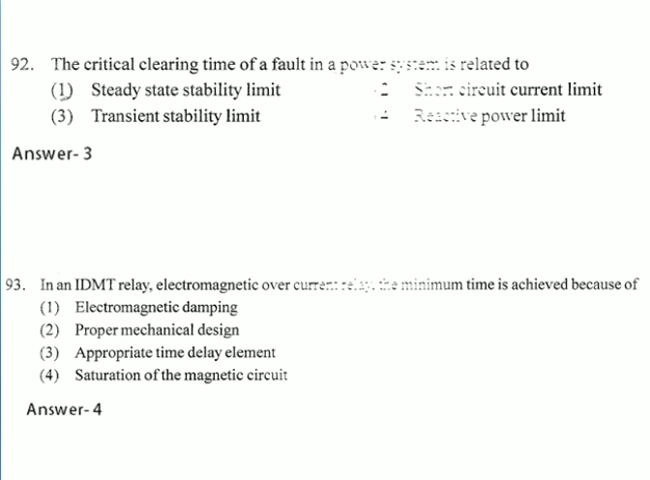 92. The critical clearing time of a fault in a power system is related to
(1) Steady state stability limit 2 Short circuit current limit
(3) Transient stability limit 4 Reactive power limit
Answer- 3
93. In an IDMT relay, electromagnetic over current relay, the minimum time is achieved because of
(1) Electromagnetic damping
(2) Proper mechanical design
(3) Appropriate time delay element
(4) Saturation of the magnetic circuit
Answer- 4